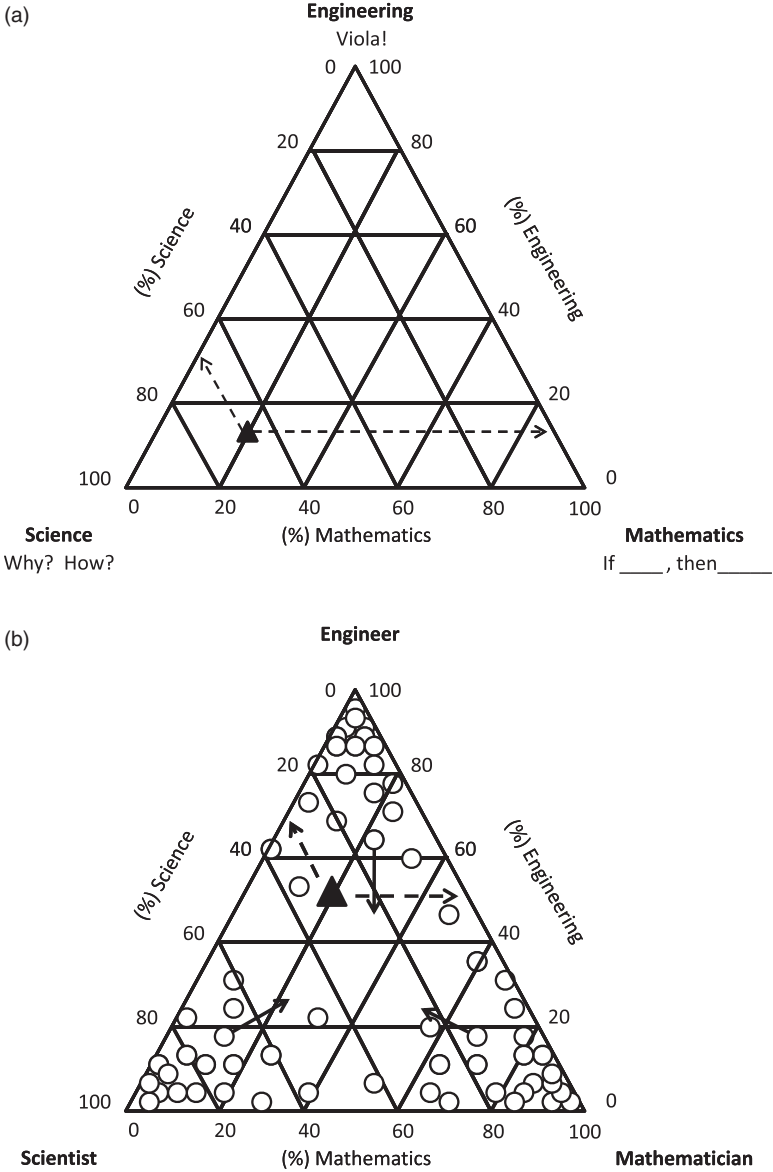 (a)
Engineering
Viola!
0 100
20 80
40 60
(%) Science
(%) Engineering
60 40
80 20
100 0
0 20 40 60 80 100
Science (%) Mathematics Mathematics
Why? How? If ____ , then_____
(b)
Engineer
0 100
20 80
40 60
(%) Science
(%) Engineering
60 40
80 20
100 0
0 20 40 60 80 100
Scientist (%) Mathematics Mathematician